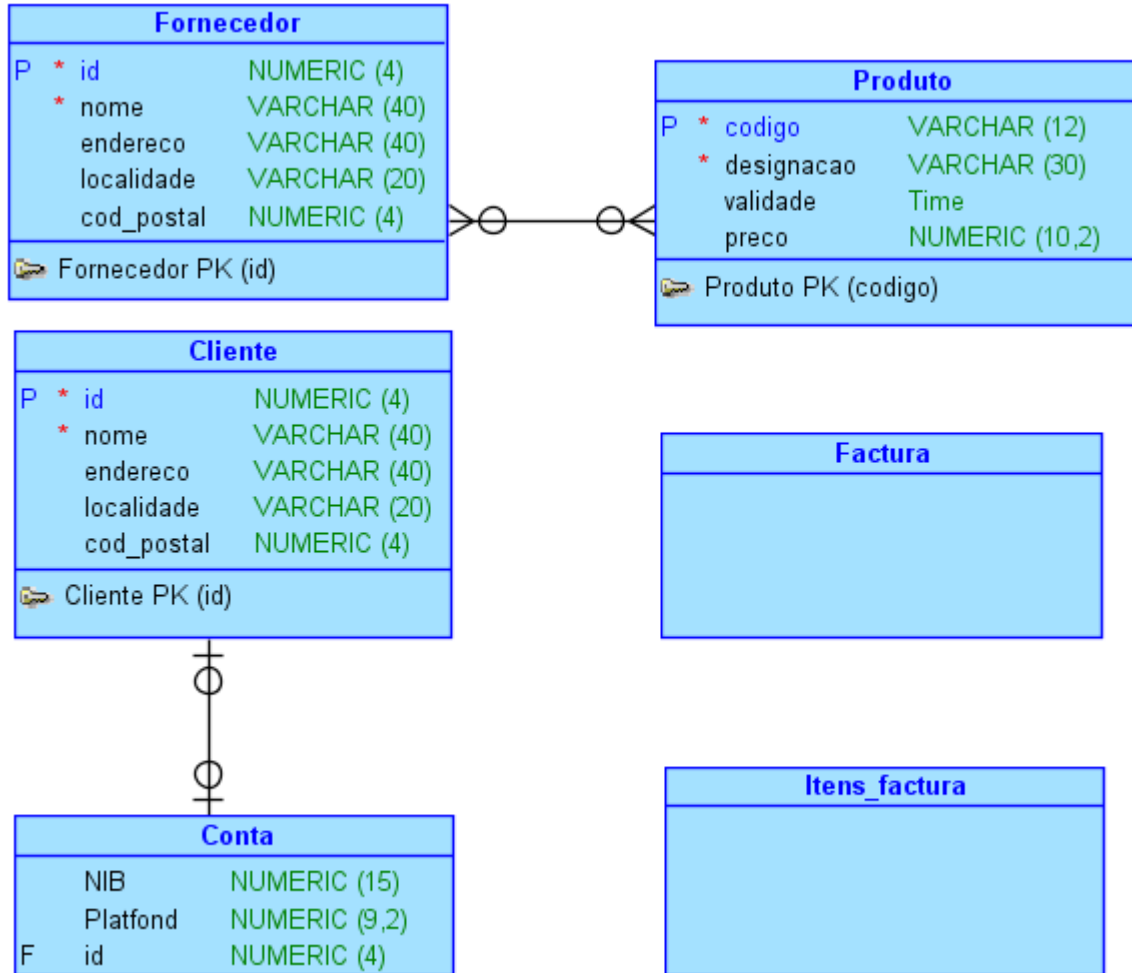 Fornecedor
P * id NUMERIC (4)
* nome VARCHAR (40)
endereco VARCHAR (40)
localidade VARCHAR (20)
cod_postal NUMERIC (4)
Fornecedor PK (id)
Produto
P * codigo VARCHAR (12)
* designacao VARCHAR (30)
validade Time
preco NUMERIC (10,2)
Produto PK (codigo)
Cliente
P * id NUMERIC (4)
* nome VARCHAR (40)
endereco VARCHAR (40)
localidade VARCHAR (20)
cod_postal NUMERIC (4)
Cliente PK (id)
Factura
Conta
NIB NUMERIC (15)
Platfond NUMERIC (9,2)
F id NUMERIC (4)
Itens_factura